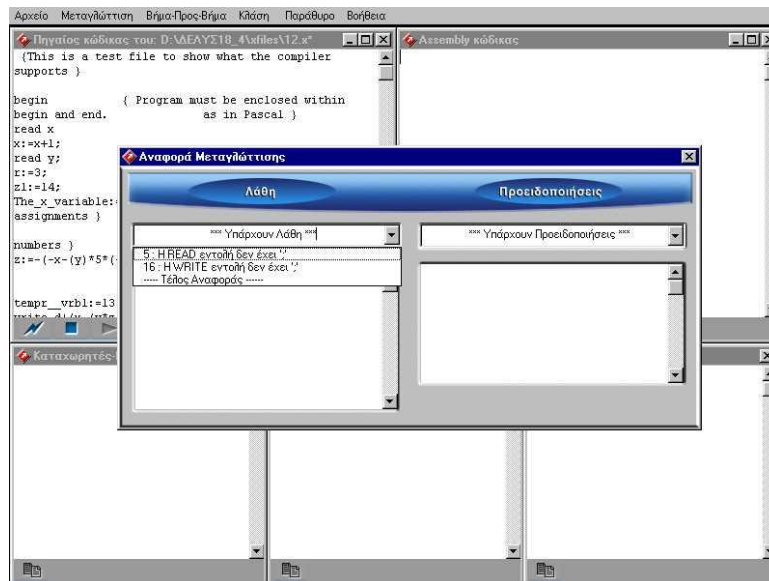 Αρχείο Μεταγλώττιση Βήμα-Προς-Βήμα Κλάση Παράθυρο Βοήθεια
Πηγαίος κώδικας του: D:\ΔΕΛΥΣ18_4\xfiles\12.x*
Assembly κώδικας
{This is a test file to show what the compiler
supports }
begin { Program must be enclosed within
begin and end. as in Pascal }
read x
x:=x+1;
read y;
r:=3;
z1:=14;
The_x_variable:
assignments }
numbers }
z:=-(-x-(y)*5*(
tempr__vrbl:=13
Αναφορά Μεταγλώττισης
Λάθη
Προειδοποιήσεις
*** Υπάρχουν Λάθη ***
*** Υπάρχουν Προειδοποιήσεις ***
5 : Η READ εντολή δεν έχει ';'
16 : Η WRITE εντολή δεν έχει ';'
----- Τέλος Αναφοράς ------
Καταχωρητές-